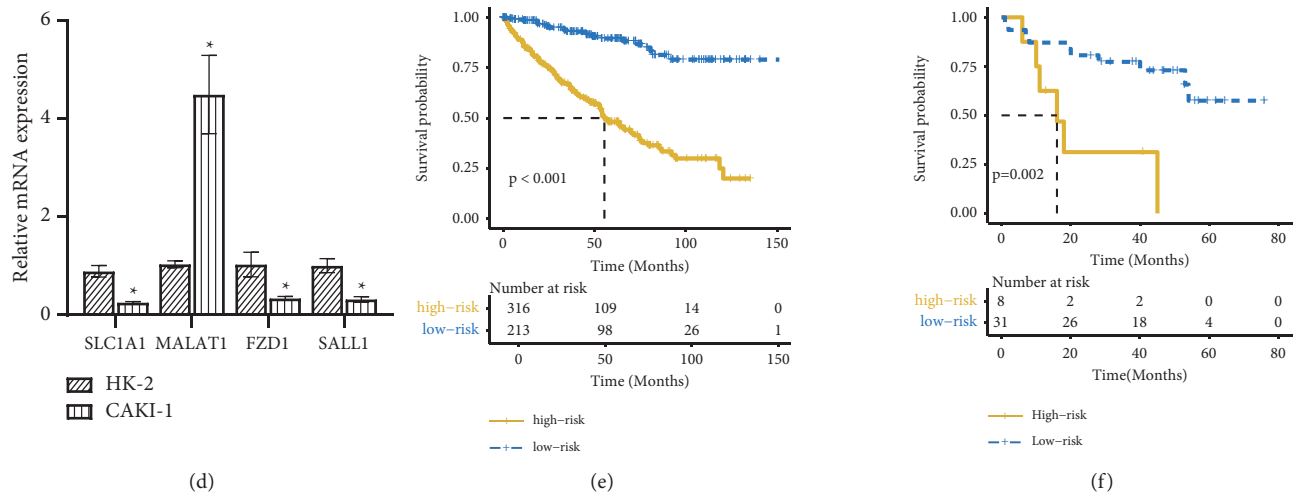 6
4
2
0
Relative mRNA expression
*
*
*
*
SLC1A1 MALAT1 FZD1 SALL1
HK-2
CAKI-1
(d)
1.00
0.75
0.50
0.25
0.00
Survival probability
p < 0.001
0 50 100 150
Time (Months)
Number at risk
high-risk 316 109 14 0
low-risk 213 98 26 1
0 50 100 150
Time (Months)
high-risk
low-risk
(e)
1.00
0.75
0.50
0.25
0.00
Survival probability
p=0.002
0 20 40 60 80
Time (Months)
Number at risk
high-risk 8 2 2 0 0
low-risk 31 26 18 4 0
0 20 40 60 80
Time(Months)
High-risk
Low-risk
(f)